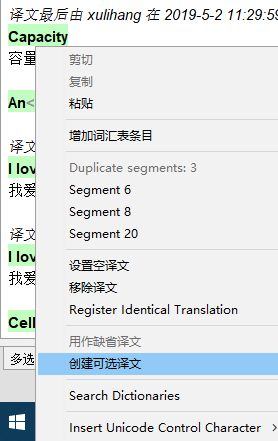 译文最后由 xulihang 在 2019-5-2 11:29:59
Capacity
容量
剪切
复制
粘贴
An<
增加词汇表条目
译文
Duplicate segments: 3
I lov
Segment 6
我爱
Segment 8
Segment 20
译文
I lov
设置空译文
我爱
移除译文
Register Identical Translation
Cell
用作缺省译文
多选
创建可选译文
Search Dictionaries
Insert Unicode Control Character